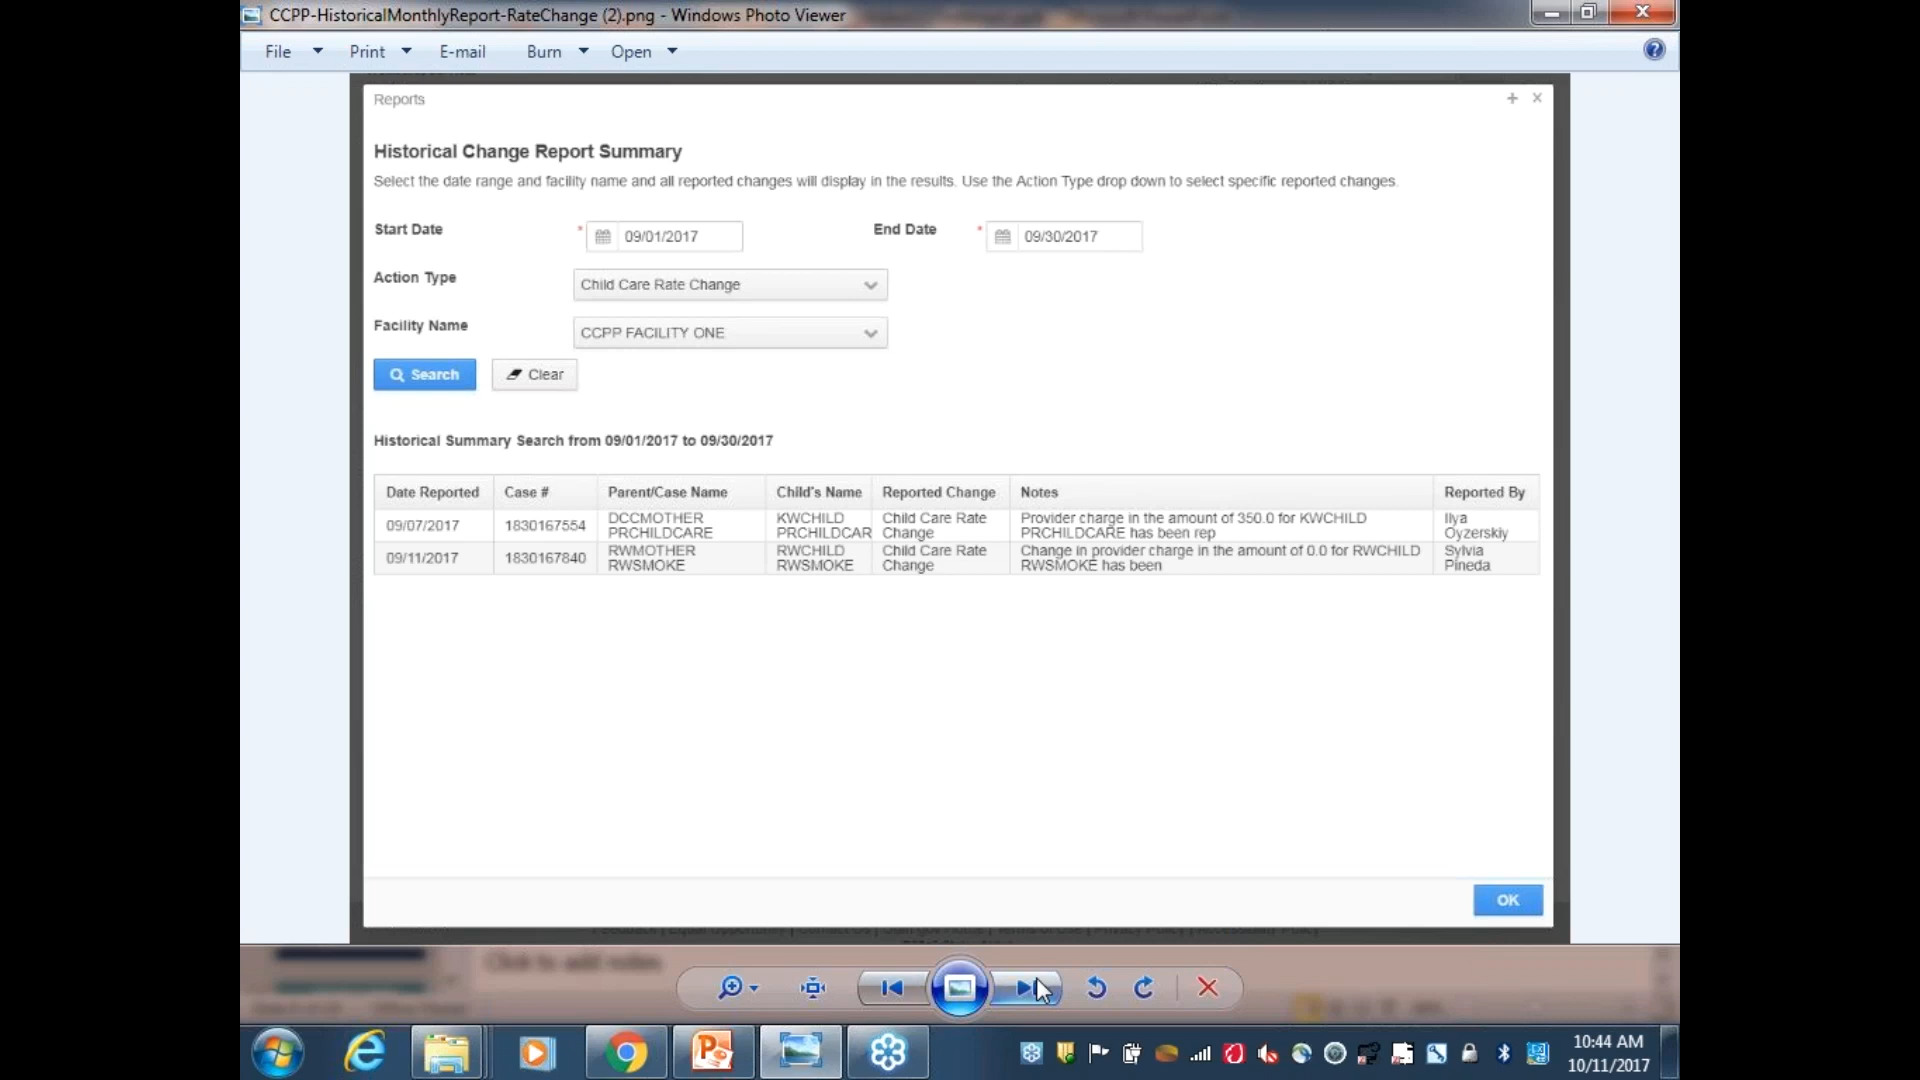 CCPP-HistoricalMonthlyReport-RateChange (2).png - Windows Photo Viewer
File Print E-mail Burn Open
Reports
Historical Change Report Summary
Select the date range and facility name and all reported changes will display in the results. Use the Action Type drop down to select specific reported changes.
Start Date * 09/01/2017 End Date * 09/30/2017
Action Type Child Care Rate Change
Facility Name CCPP FACILITY ONE
Search Clear
Historical Summary Search from 09/01/2017 to 09/30/2017
Date Reported Case # Parent/Case Name Child's Name Reported Change Notes Reported By
09/07/2017 1830167554 DCCMOTHER PRCHILDCARE KWCHILD PRCHILDCAR Child Care Rate Change Provider charge in the amount of 350.0 for KWCHILD PRCHILDCARE has been rep Ilya Oyzerskiy
09/11/2017 1830167840 RWMOTHER RWSMOKE RWCHILD RWSMOKE Child Care Rate Change Change in provider charge in the amount of 0.0 for RWCHILD RWSMOKE has been Sylvia Pineda
OK
Click to add notes
10:44 AM
10/11/2017